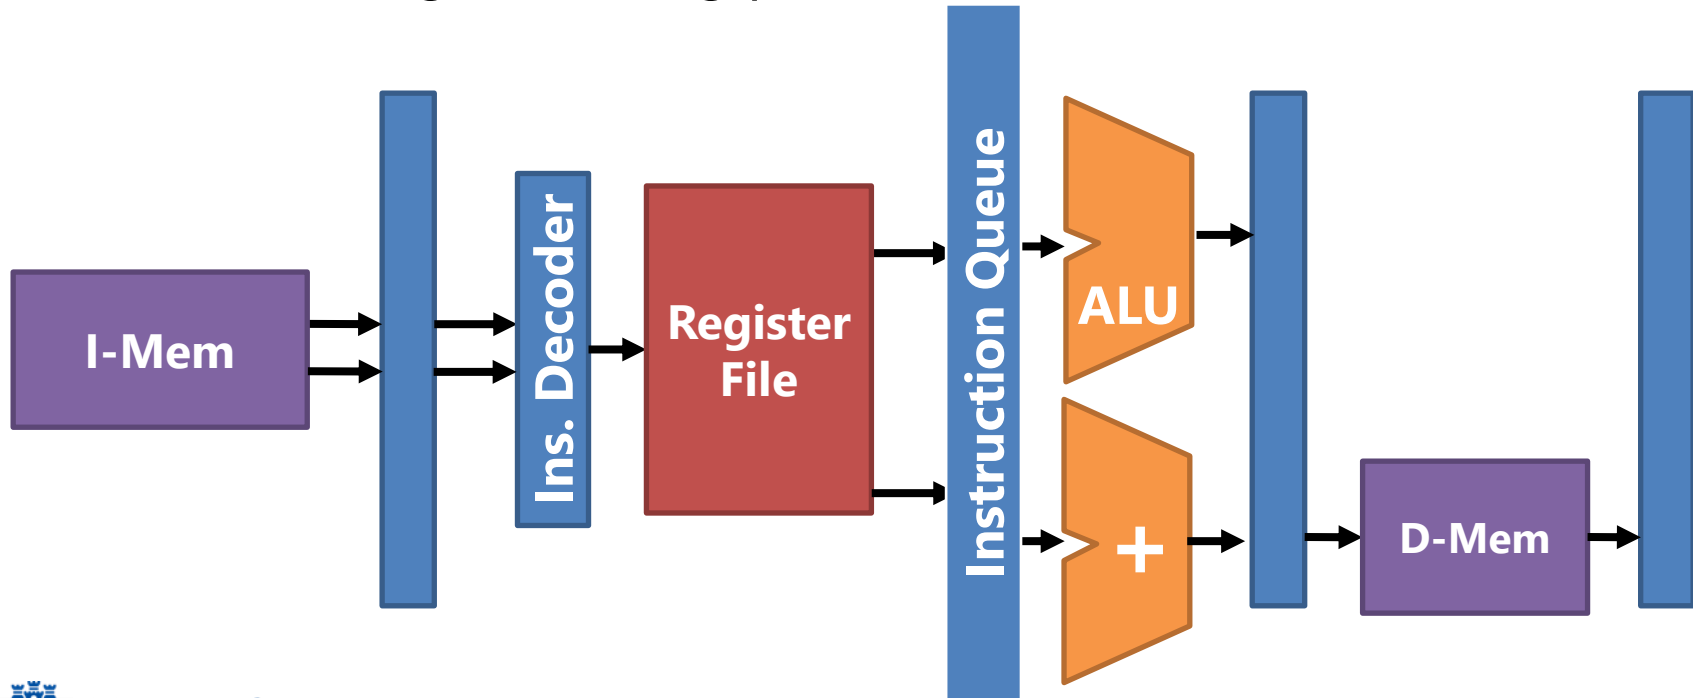 I-Mem
Ins. Decoder
Register
File
Instruction Queue
ALU
+
D-Mem